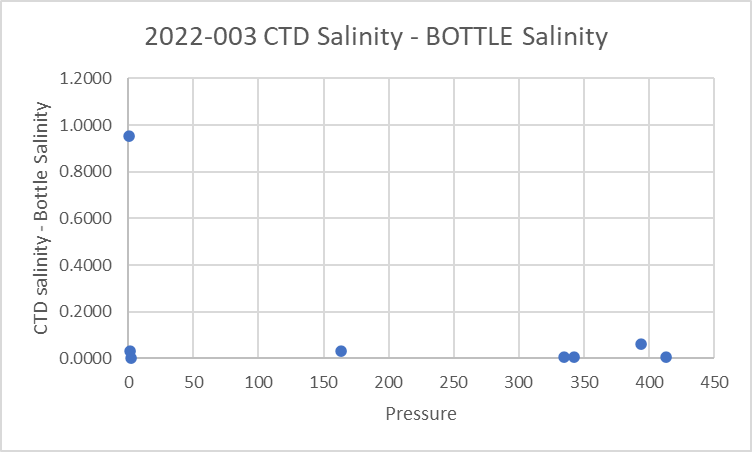 2022-003 CTD Salinity - BOTTLE Salinity
1.2000
1.0000
0.8000
0.6000
0.4000
0.2000
0.0000
CTD salinity - Bottle Salinity
0 50 100 150 200 250 300 350 400 450
Pressure